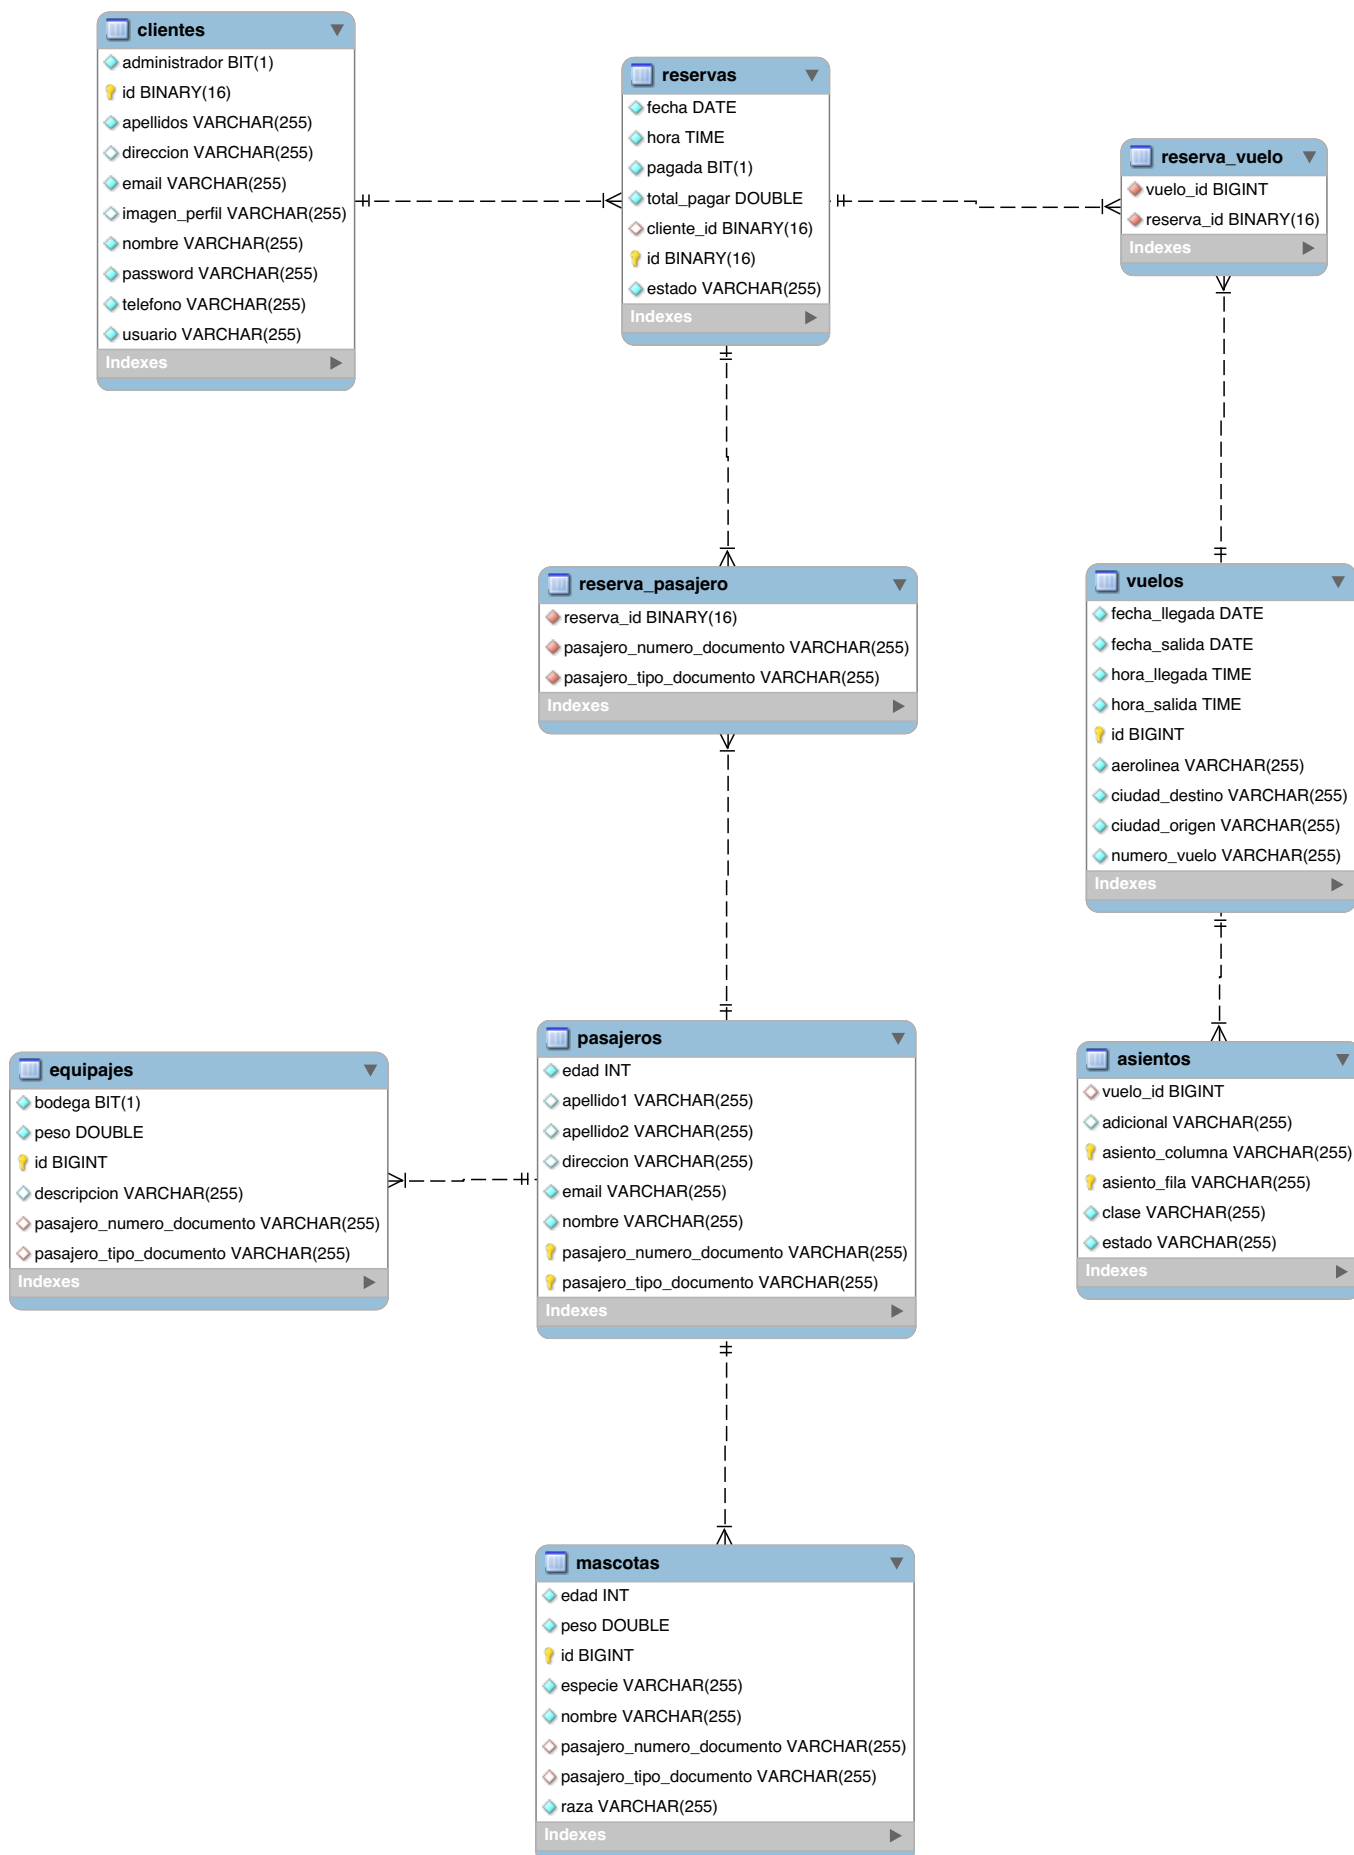 clientes
administrador BIT(1)
id BINARY(16)
apellidos VARCHAR(255)
direccion VARCHAR(255)
email VARCHAR(255)
imagen_perfil VARCHAR(255)
nombre VARCHAR(255)
password VARCHAR(255)
telefono VARCHAR(255)
usuario VARCHAR(255)
Indexes
reservas
fecha DATE
hora TIME
pagada BIT(1)
total_pagar DOUBLE
cliente_id BINARY(16)
id BINARY(16)
estado VARCHAR(255)
Indexes
reserva_vuelo
vuelo_id BIGINT
reserva_id BINARY(16)
Indexes
reserva_pasajero
reserva_id BINARY(16)
pasajero_numero_documento VARCHAR(255)
pasajero_tipo_documento VARCHAR(255)
Indexes
vuelos
fecha_llegada DATE
fecha_salida DATE
hora_llegada TIME
hora_salida TIME
id BIGINT
aerolinea VARCHAR(255)
ciudad_destino VARCHAR(255)
ciudad_origen VARCHAR(255)
numero_vuelo VARCHAR(255)
Indexes
equipajes
bodega BIT(1)
peso DOUBLE
id BIGINT
descripcion VARCHAR(255)
pasajero_numero_documento VARCHAR(255)
pasajero_tipo_documento VARCHAR(255)
Indexes
pasajeros
edad INT
apellido1 VARCHAR(255)
apellido2 VARCHAR(255)
direccion VARCHAR(255)
email VARCHAR(255)
nombre VARCHAR(255)
pasajero_numero_documento VARCHAR(255)
pasajero_tipo_documento VARCHAR(255)
Indexes
asientos
vuelo_id BIGINT
adicional VARCHAR(255)
asiento_columna VARCHAR(255)
asiento_fila VARCHAR(255)
clase VARCHAR(255)
estado VARCHAR(255)
Indexes
mascotas
edad INT
peso DOUBLE
id BIGINT
especie VARCHAR(255)
nombre VARCHAR(255)
pasajero_numero_documento VARCHAR(255)
pasajero_tipo_documento VARCHAR(255)
raza VARCHAR(255)
Indexes